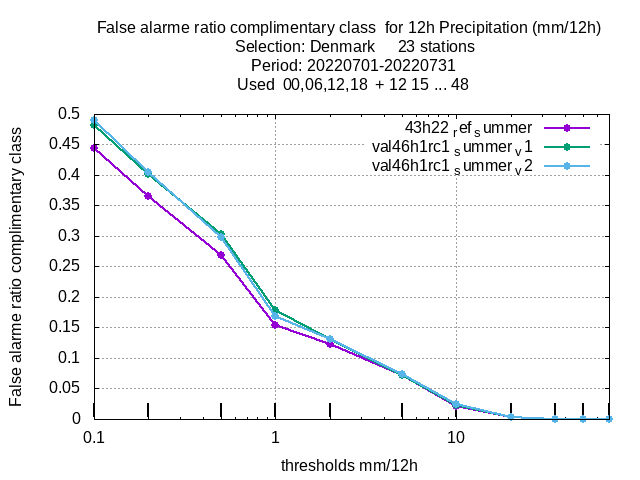 False alarme ratio complimentary class  for 12h Precipitation (mm/12h)
Selection: Denmark     23 stations
Period: 20220701-20220731
Used  00,06,12,18  + 12 15 ... 48
43h22refsummer
val46h1rc1summerv1
val46h1rc1summerv2
False alarme ratio complimentary class
0.5
0.45
0.4
0.35
0.3
0.25
0.2
0.15
0.1
0.05
0
0.1 1 10
thresholds mm/12h